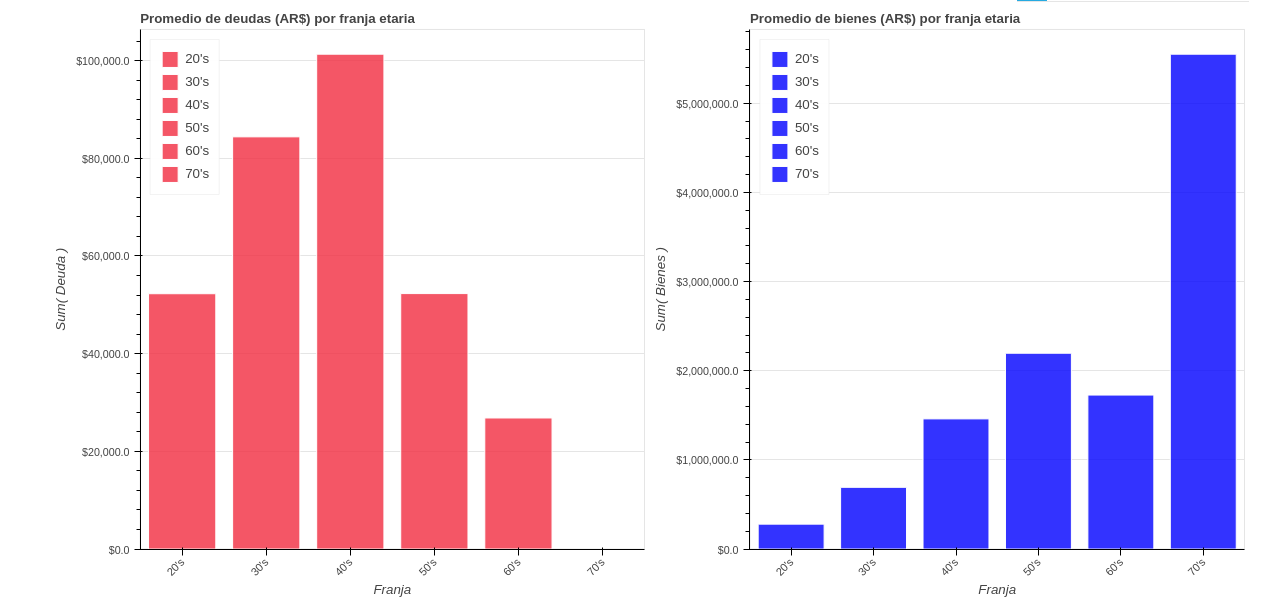 Promedio de deudas (AR$) por franja etaria
$100,000.0
$80,000.0
$60,000.0
$40,000.0
$20,000.0
$0.0
Sum( Deuda )
20's
30's
40's
50's
60's
70's
20's
30's
40's
50's
60's
70's
Franja
Promedio de bienes (AR$) por franja etaria
$5,000,000.0
$4,000,000.0
$3,000,000.0
$2,000,000.0
$1,000,000.0
$0.0
Sum( Bienes )
20's
30's
40's
50's
60's
70's
20's
30's
40's
50's
60's
70's
Franja